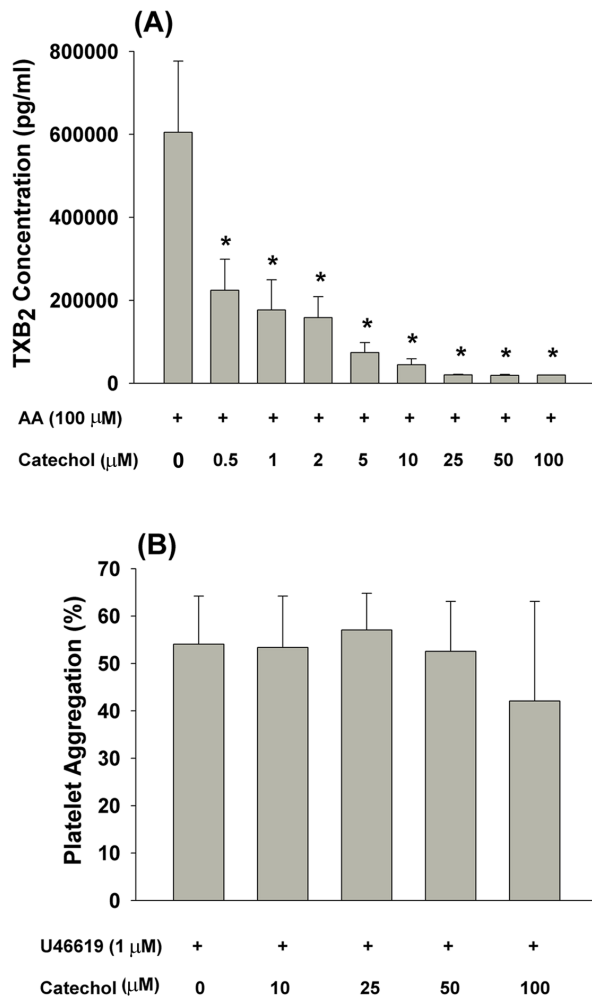 (A)
TXB2 Concentration (pg/ml)
800000
600000
400000
200000
0
* * * * * * * *
AA (100 μM) + + + + + + + + +
Catechol (μM) 0 0.5 1 2 5 10 25 50 100
(B)
Platelet Aggregation (%)
70
60
50
40
30
20
10
0
U46619 (1 μM) + + + + +
Catechol (μM) 0 10 25 50 100